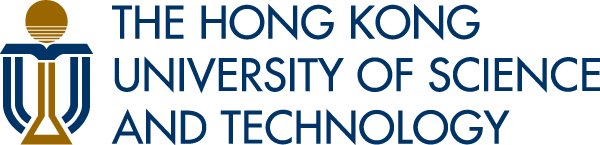 THE HONG KONG
UNIVERSITY OF SCIENCE
AND TECHNOLOGY